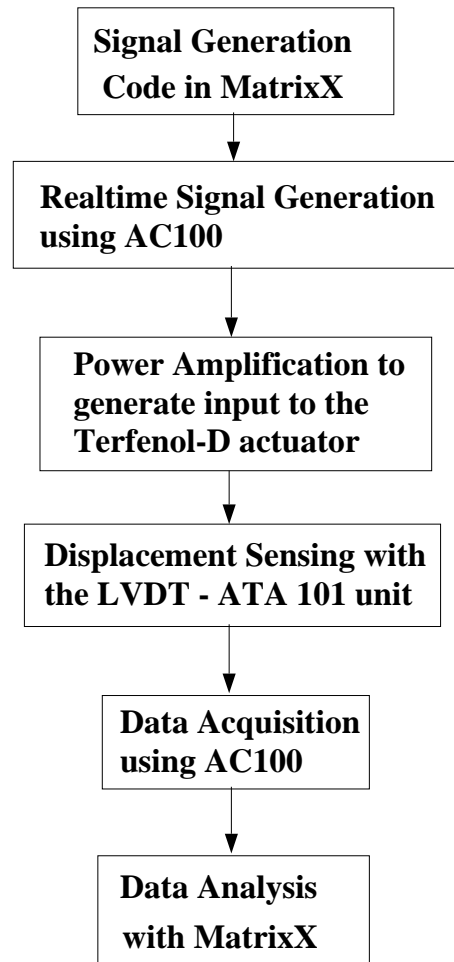 Signal Generation
Code in MatrixX
Realtime Signal Generation
using AC100
Power Amplification to
generate input to the
Terfenol-D actuator
Displacement Sensing with
the LVDT - ATA 101 unit
Data Acquisition
using AC100
Data Analysis
with MatrixX